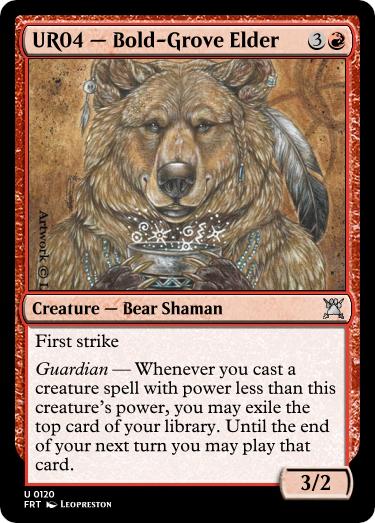 UR04 — Bold-Grove Elder 3
Artwork ©
Creature — Bear Shaman
First strike
Guardian — Whenever you cast a
creature spell with power less than this
creature's power, you may exile the
top card of your library. Until the end
of your next turn you may play that
card.
3/2
U 0120
FRT Leopreston